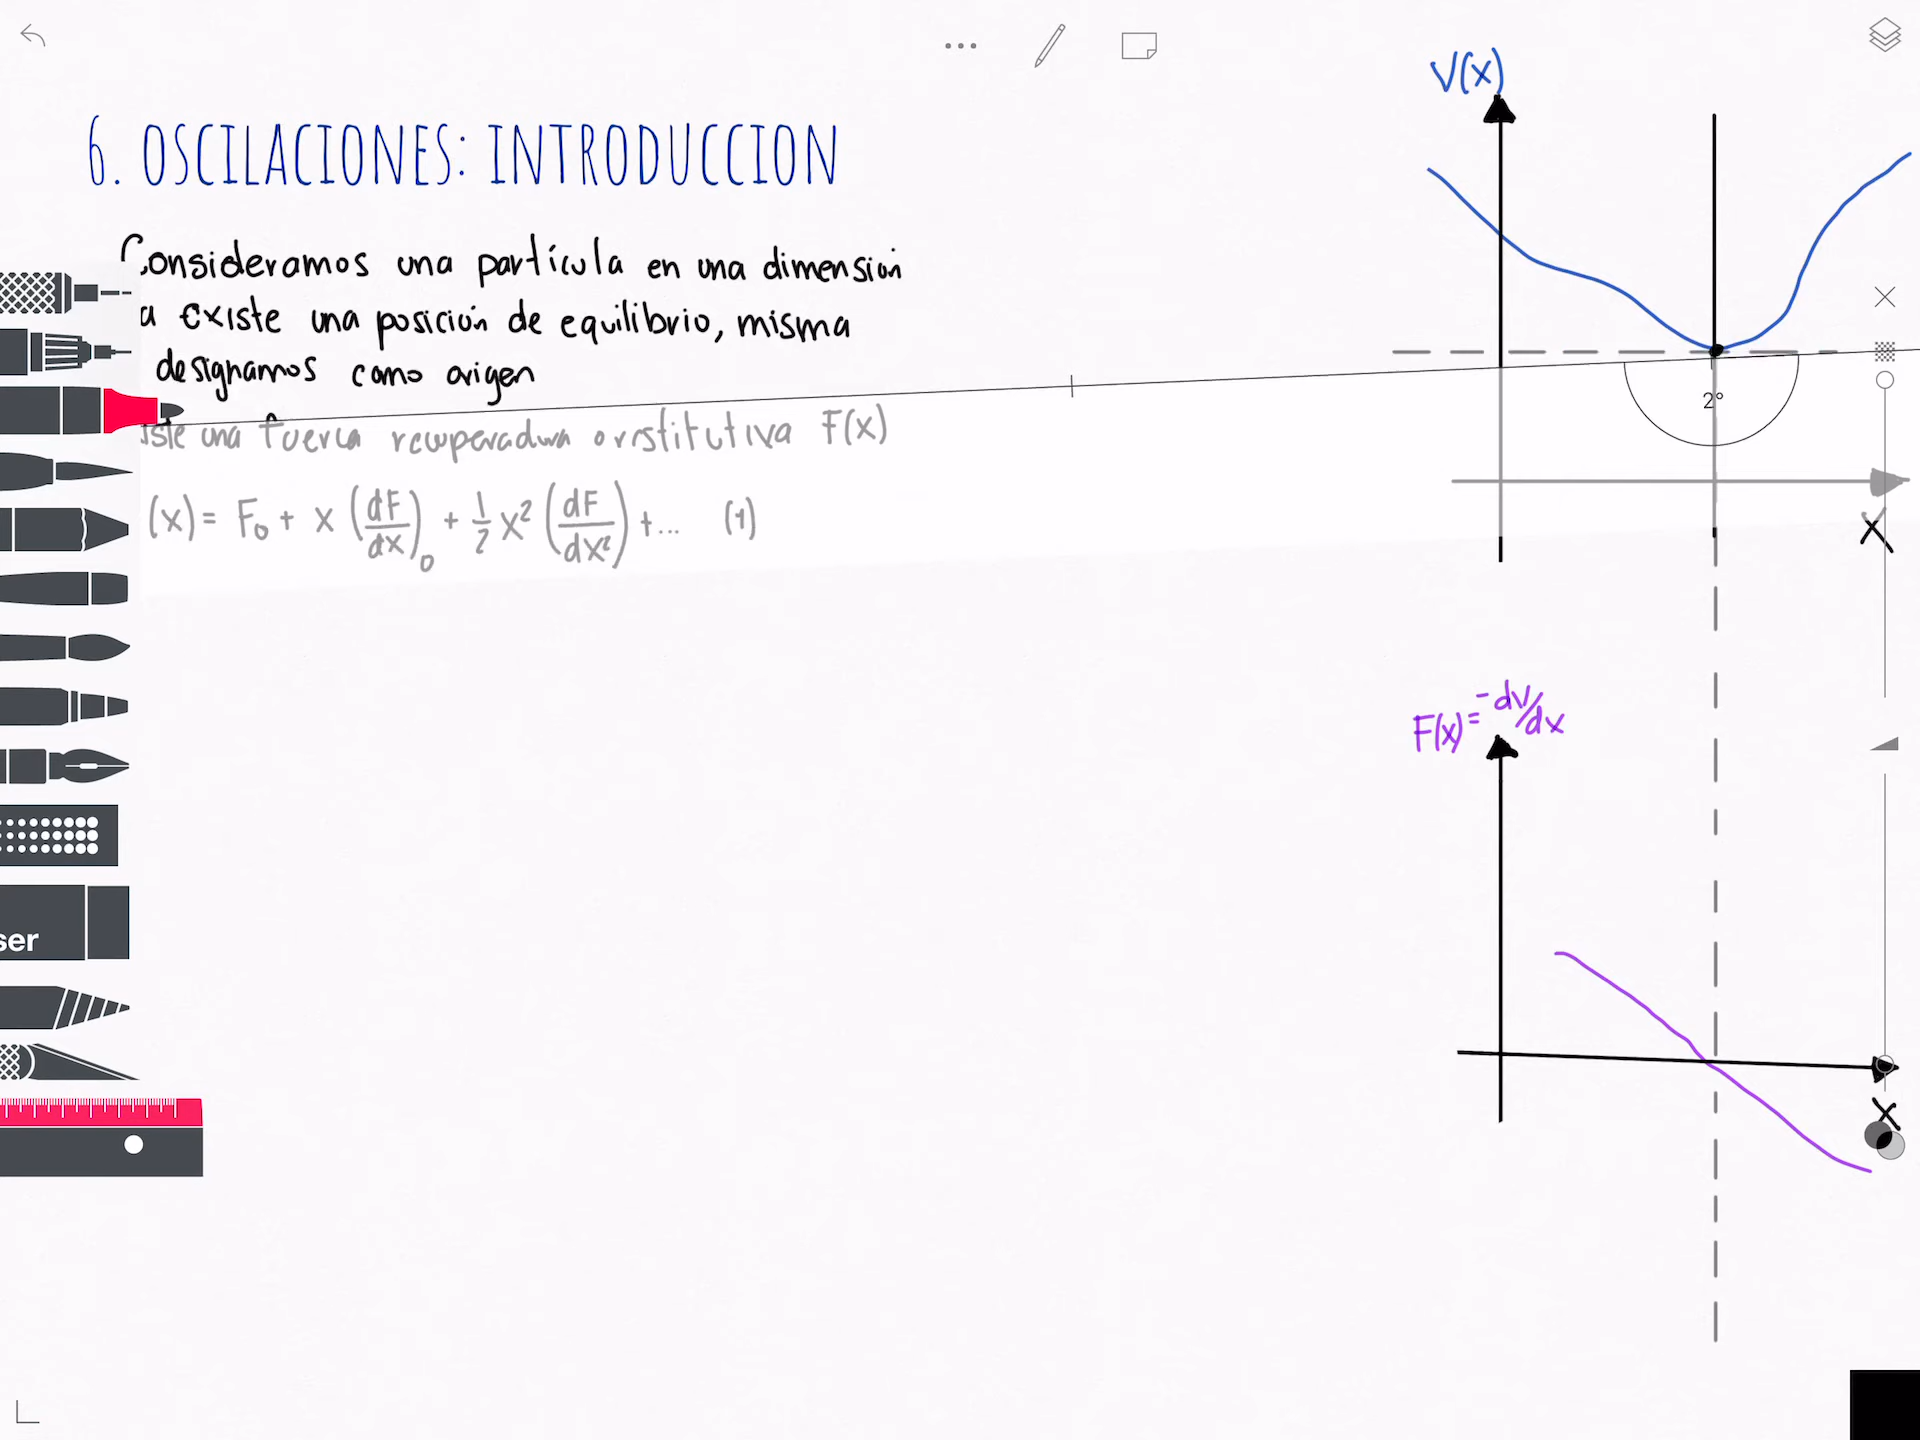 6. OSCILACIONES: INTRODUCCION
Consideramos una partícula en una dimensión
a existe una posición de equilibrio, misma
designamos como origen
una fuerza recuperadora o restitutiva F(x)
(x) = F₀ + x (dF/dx)₀ + 1/2 x² (dF/dx²) + ... (1)
V(x)
2°
X
F(x) = -dV/dx
X
ser